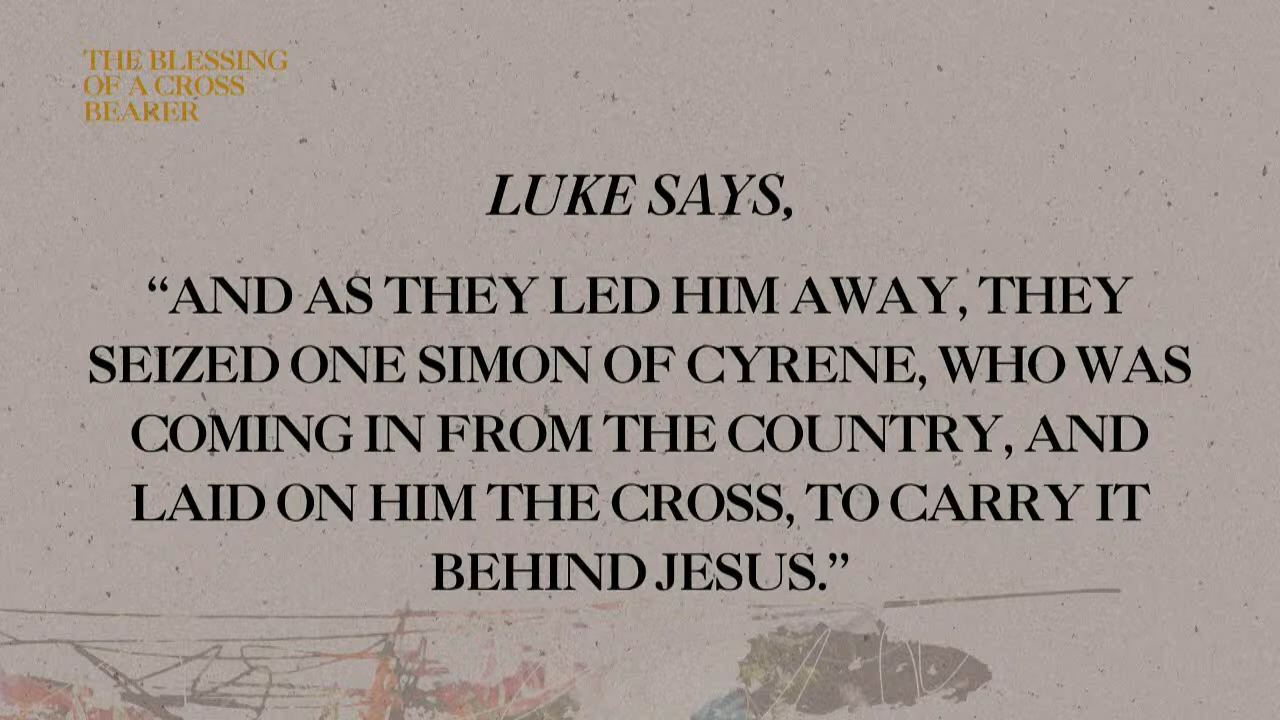 THE BLESSING
OF A CROSS
BEARER
LUKE SAYS,
“AND AS THEY LED HIM AWAY, THEY
SEIZED ONE SIMON OF CYRENE, WHO WAS
COMING IN FROM THE COUNTRY, AND
LAID ON HIM THE CROSS, TO CARRY IT
BEHIND JESUS.”